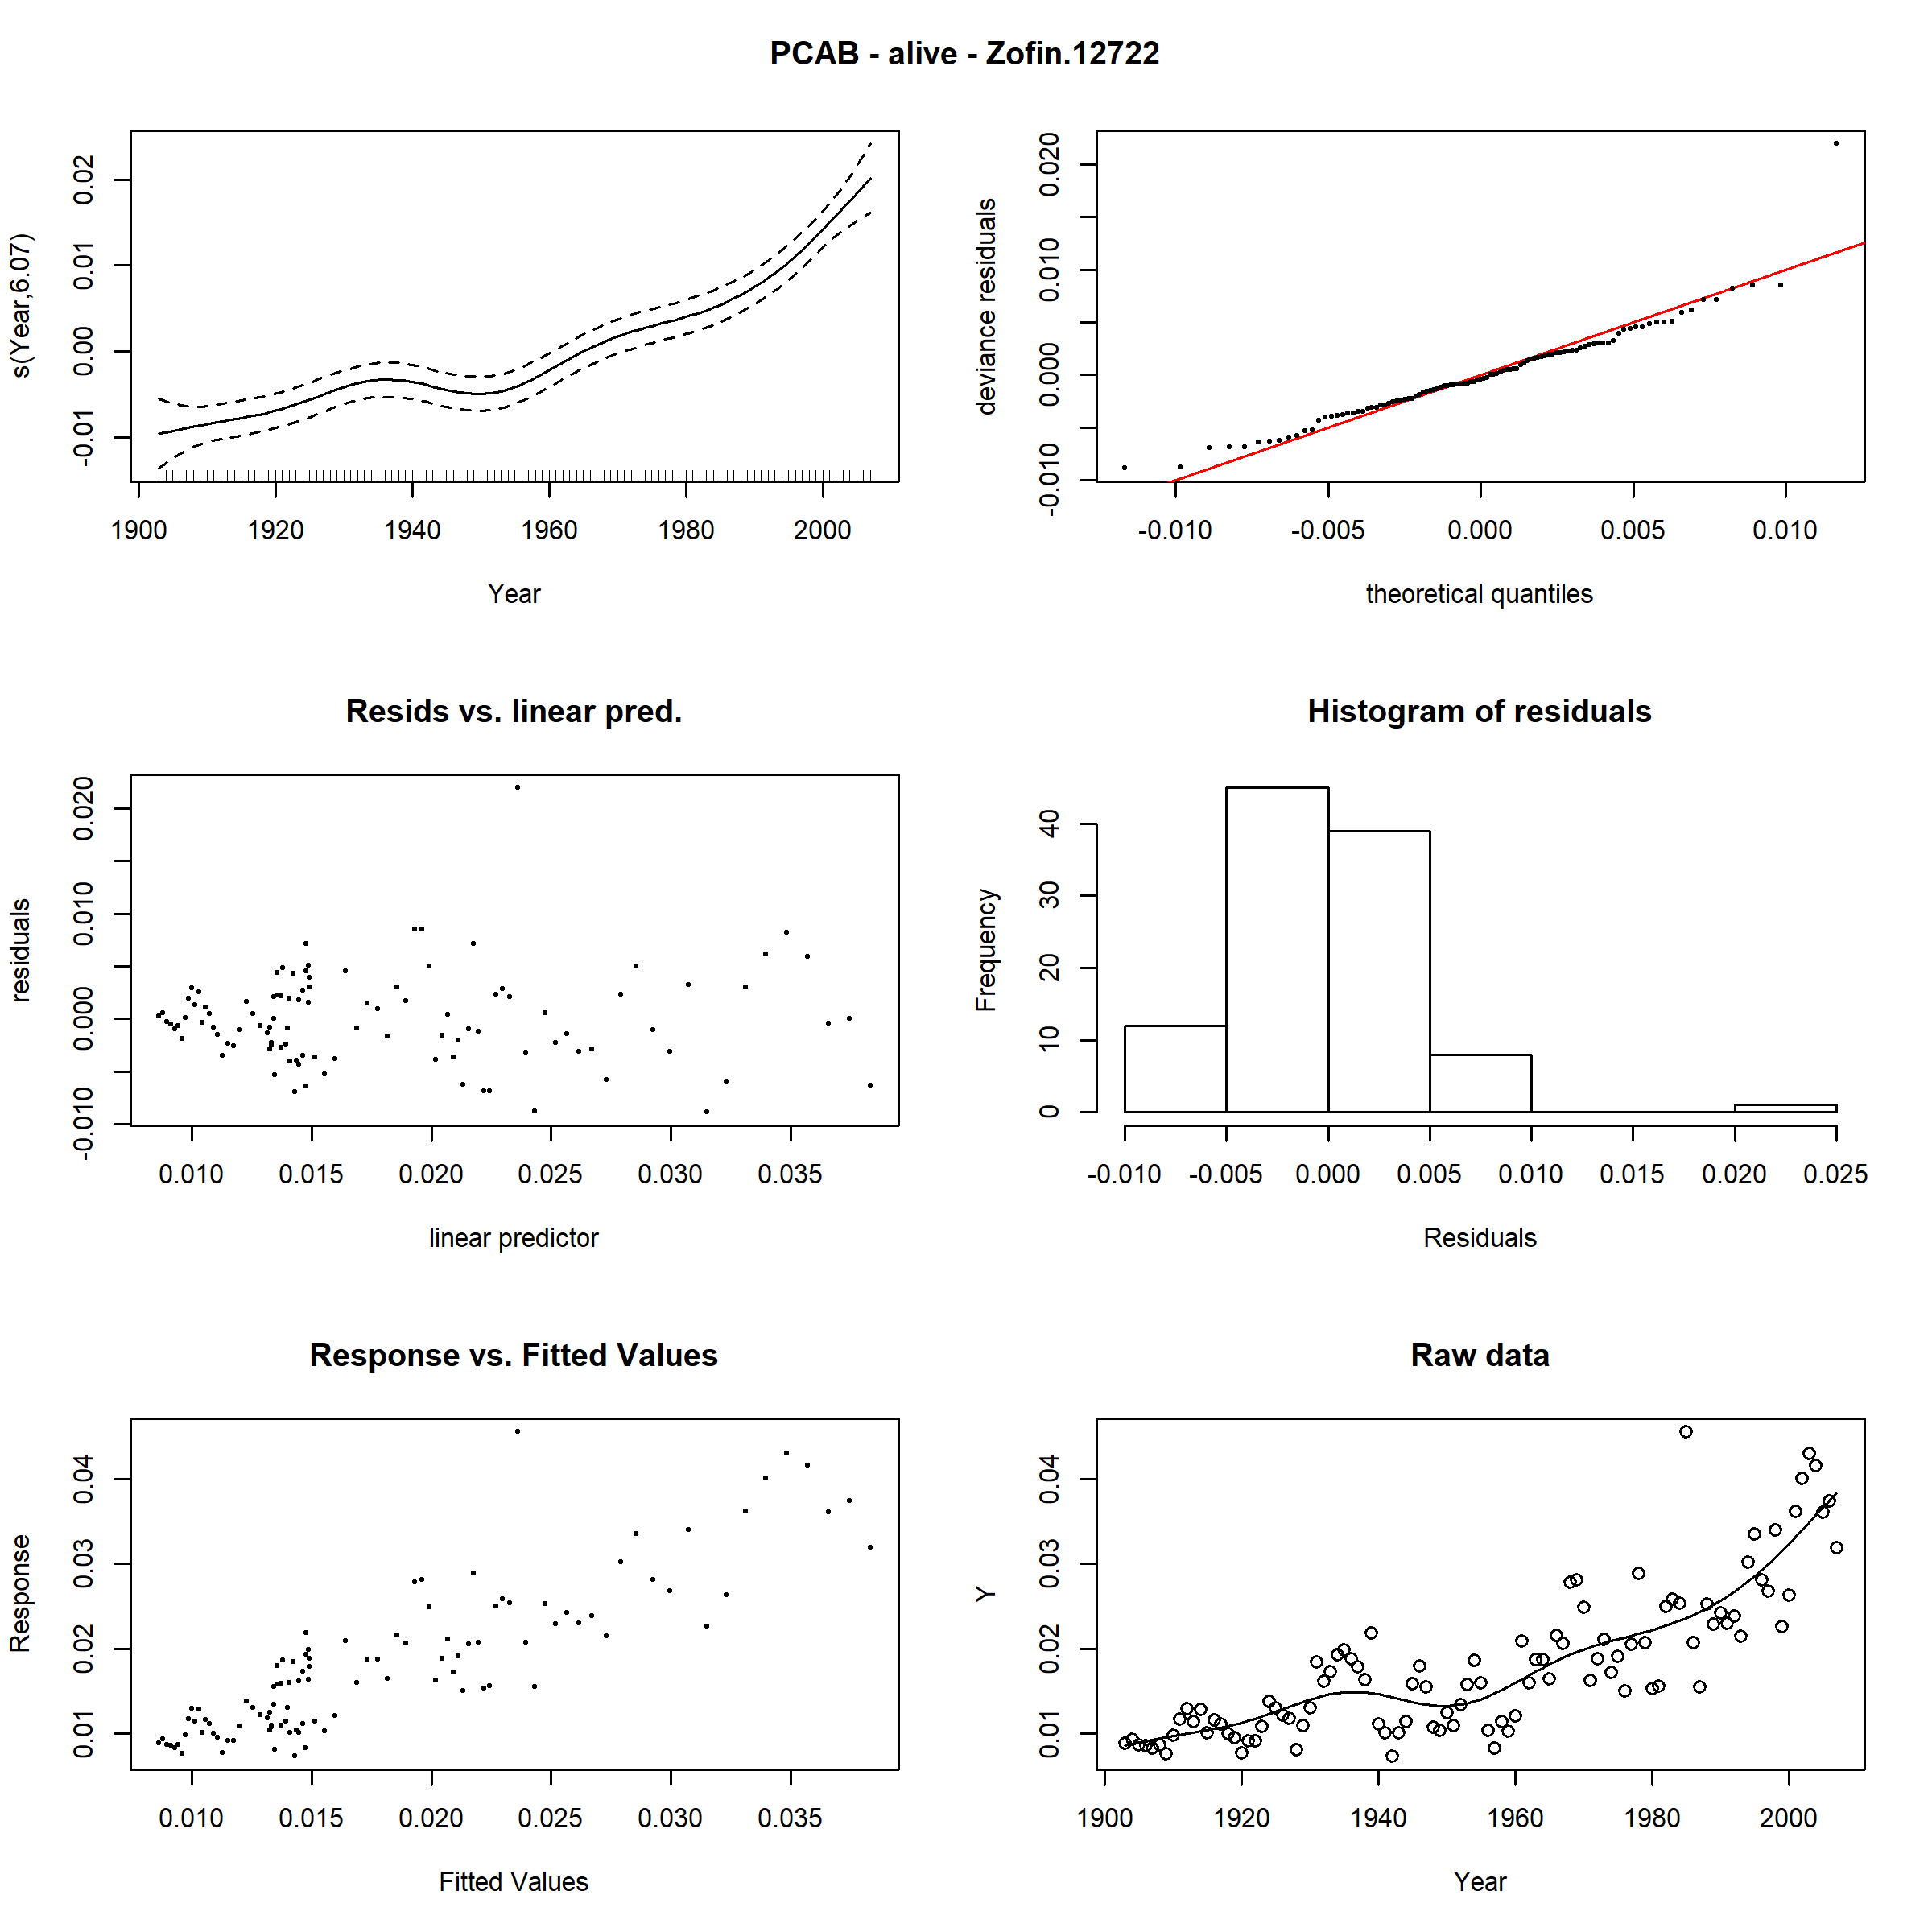 PCAB - alive - Zofin.12722
s(Year,6.07)
-0.01 0.00 0.01 0.02
1900 1920 1940 1960 1980 2000
Year
deviance residuals
-0.010 0.000 0.010 0.020
-0.010 -0.005 0.000 0.005 0.010
theoretical quantiles
Resids vs. linear pred.
residuals
-0.010 0.000 0.010 0.020
0.010 0.015 0.020 0.025 0.030 0.035
linear predictor
Histogram of residuals
Frequency
0 10 20 30 40
-0.010 -0.005 0.000 0.005 0.010 0.015 0.020 0.025
Residuals
Response vs. Fitted Values
Response
0.01 0.02 0.03 0.04
0.010 0.015 0.020 0.025 0.030 0.035
Fitted Values
Raw data
Y
0.01 0.02 0.03 0.04
1900 1920 1940 1960 1980 2000
Year